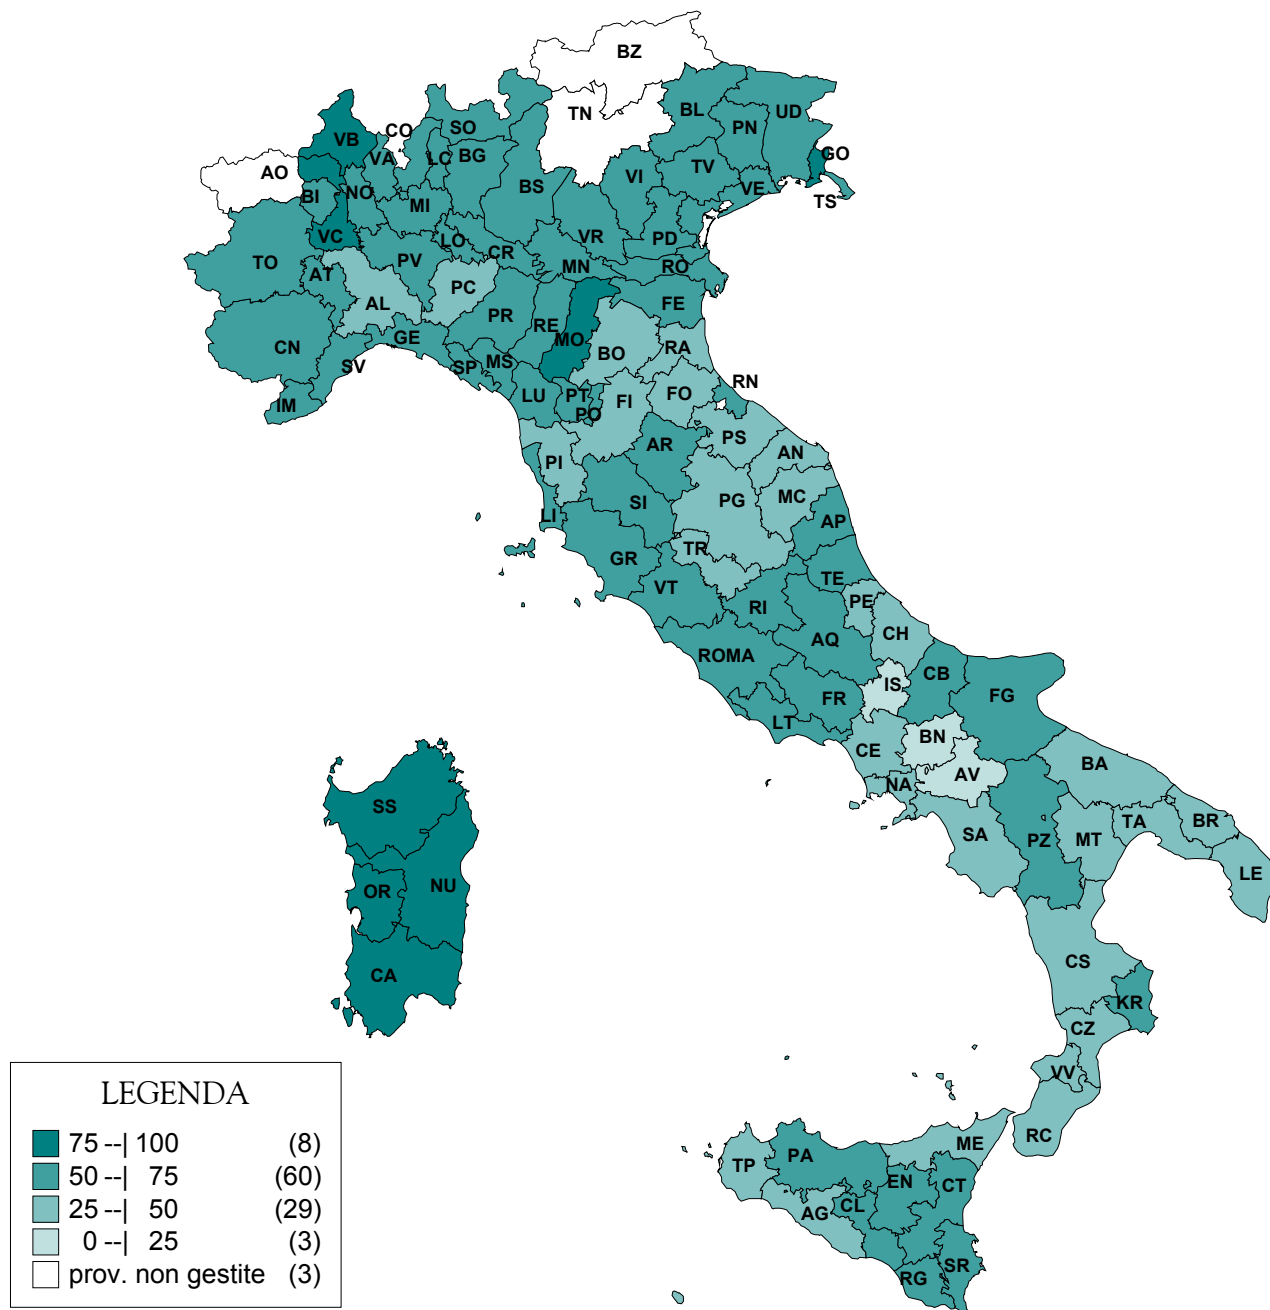 BZ
TN
BL
UD
PN
CO
SO
VB
VA
LC
BG
GO
AO
BI
NO
BS
VI
TV
VE
TS
MI
VC
LO
VR
PD
TO
AT
PV
CR
MN
RO
AL
PC
FE
PR
RE
MO
GE
CN
SV
SP
MS
BO
RA
RN
IM
LU
PT
PO
FI
FO
AR
PS
AN
PI
SI
PG
MC
LI
AP
GR
TR
VT
TE
RI
PE
AQ
CH
ROMA
IS
CB
FR
FG
LT
CE
BN
AV
BA
NA
SS
SA
PZ
MT
TA
BR
LE
OR
NU
CA
CS
KR
CZ
VV
RC
ME
TP
PA
EN
CT
AG
CL
RG
SR
LEGENDA
75 --| 100 (8)
50 --| 75 (60)
25 --| 50 (29)
0 --| 25 (3)
prov. non gestite (3)